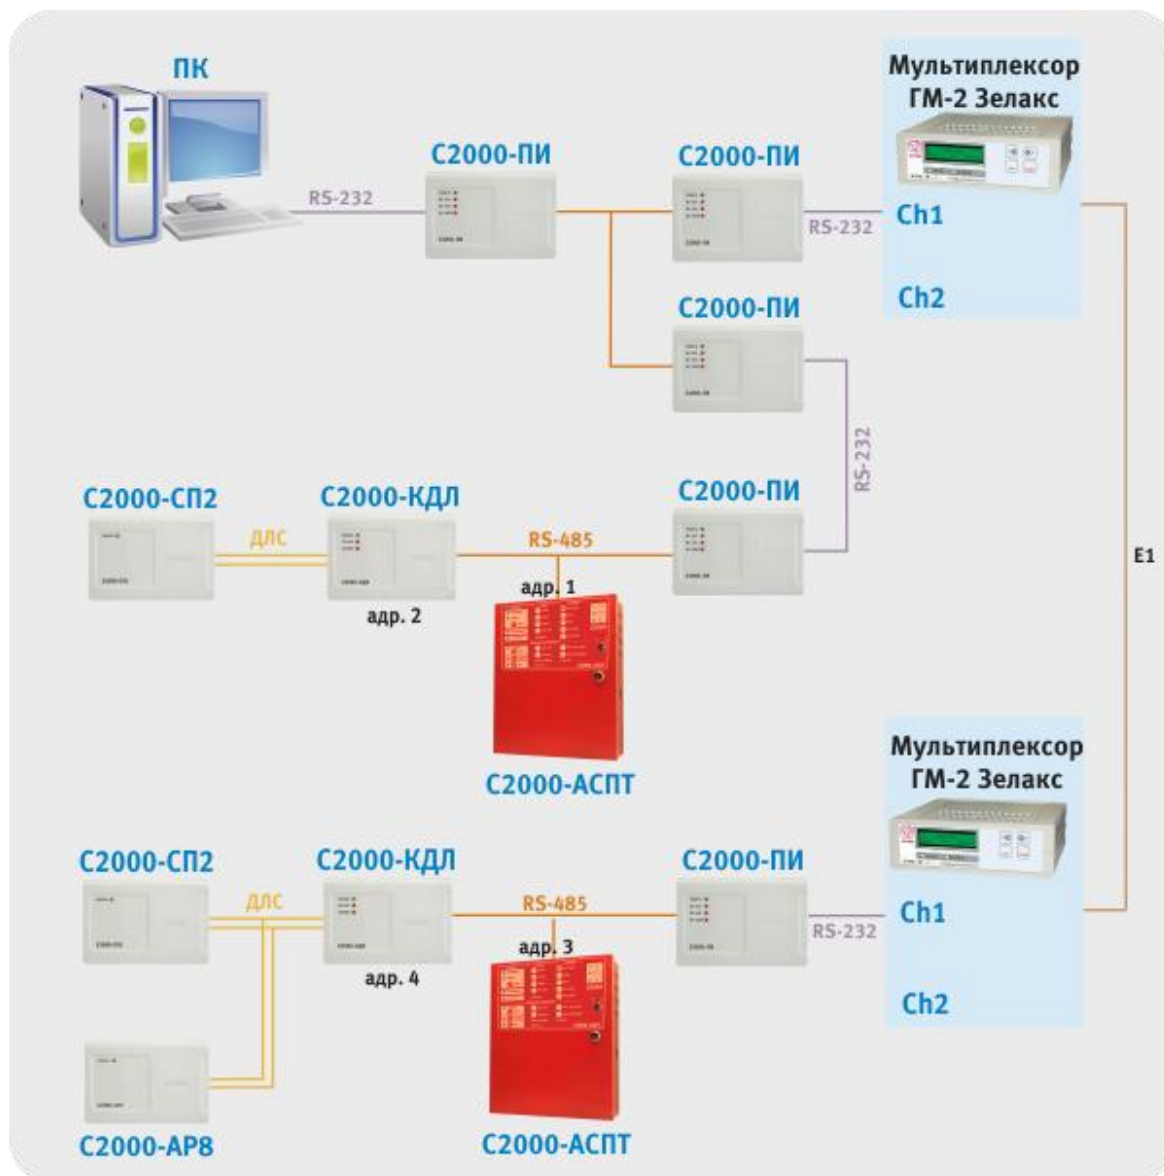 ПК
Мультиплексор
ГМ-2 Зелакс
С2000-ПИ
С2000-ПИ
RS-232
RS-232
Ch1
Ch2
С2000-ПИ
RS-232
С2000-СП2
С2000-КДЛ
С2000-ПИ
ДЛС
RS-485
E1
адр. 1
адр. 2
С2000-АСПТ
Мультиплексор
ГМ-2 Зелакс
С2000-СП2
С2000-КДЛ
С2000-ПИ
ДЛС
RS-485
Ch1
RS-232
адр. 3
адр. 4
Ch2
С2000-АР8
С2000-АСПТ